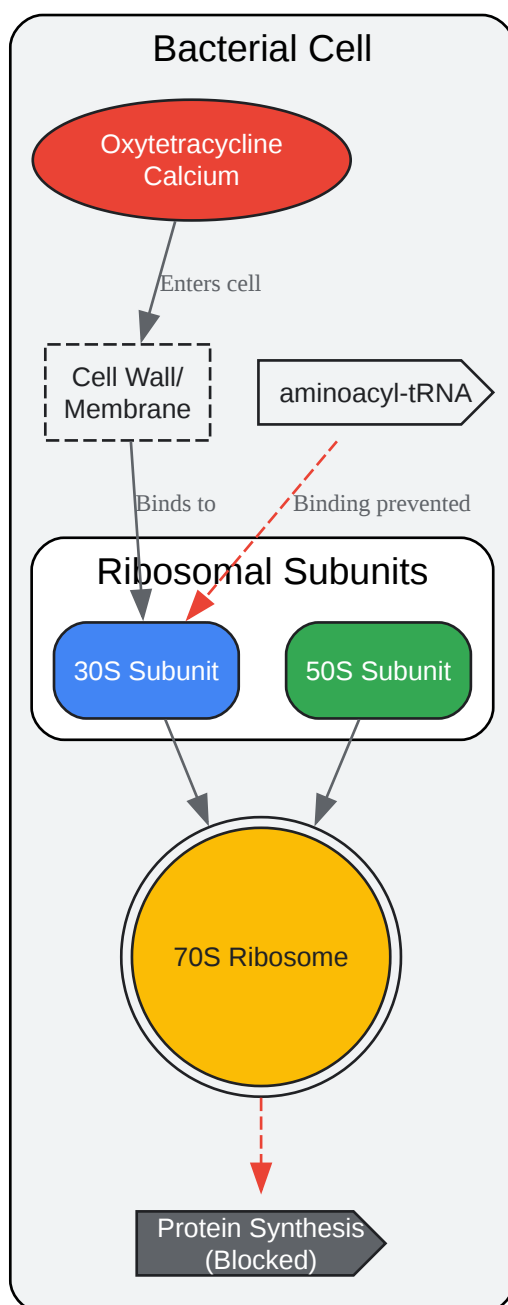 Bacterial Cell
Oxytetracycline
Calcium
Enters cell
Cell Wall/
Membrane
aminoacyl-tRNA
Binds to
Binding prevented
Ribosomal Subunits
30S Subunit
50S Subunit
70S Ribosome
Protein Synthesis
(Blocked)